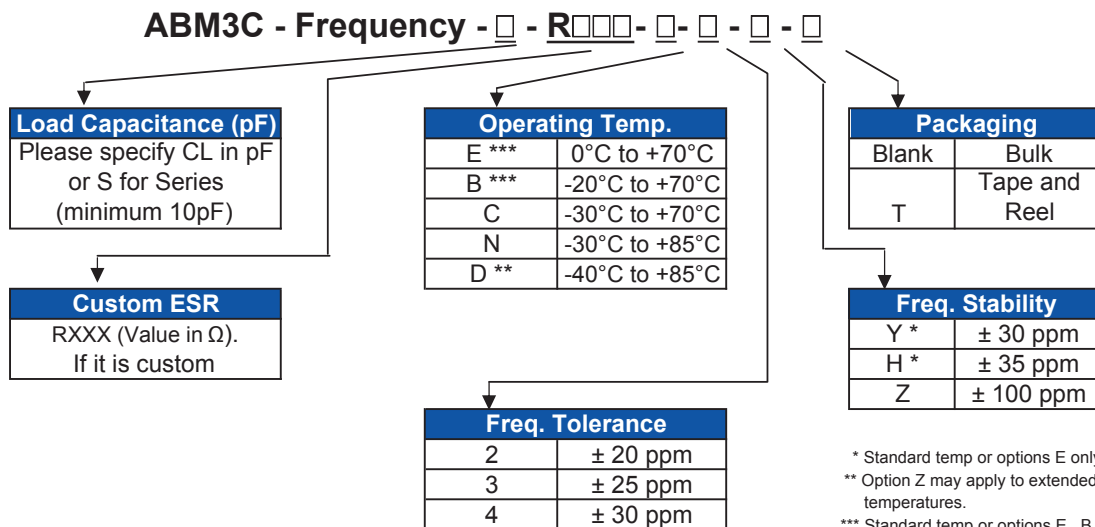 ABM3C - Frequency - □ - R□□□- □- □ - □ - □
Load Capacitance (pF)
Please specify CL in pF
or S for Series
(minimum 10pF)
Custom ESR
RXXX (Value in Ω).
If it is custom
Operating Temp.
E *** 0°C to +70°C
B *** -20°C to +70°C
C -30°C to +70°C
N -30°C to +85°C
D ** -40°C to +85°C
Freq. Tolerance
2 ± 20 ppm
3 ± 25 ppm
4 ± 30 ppm
Packaging
Blank Bulk
T Tape and
Reel
Freq. Stability
Y * ± 30 ppm
H * ± 35 ppm
Z ± 100 ppm
* Standard temp or options E only
** Option Z may apply to extended
temperatures.
*** Standard temp or options E, B